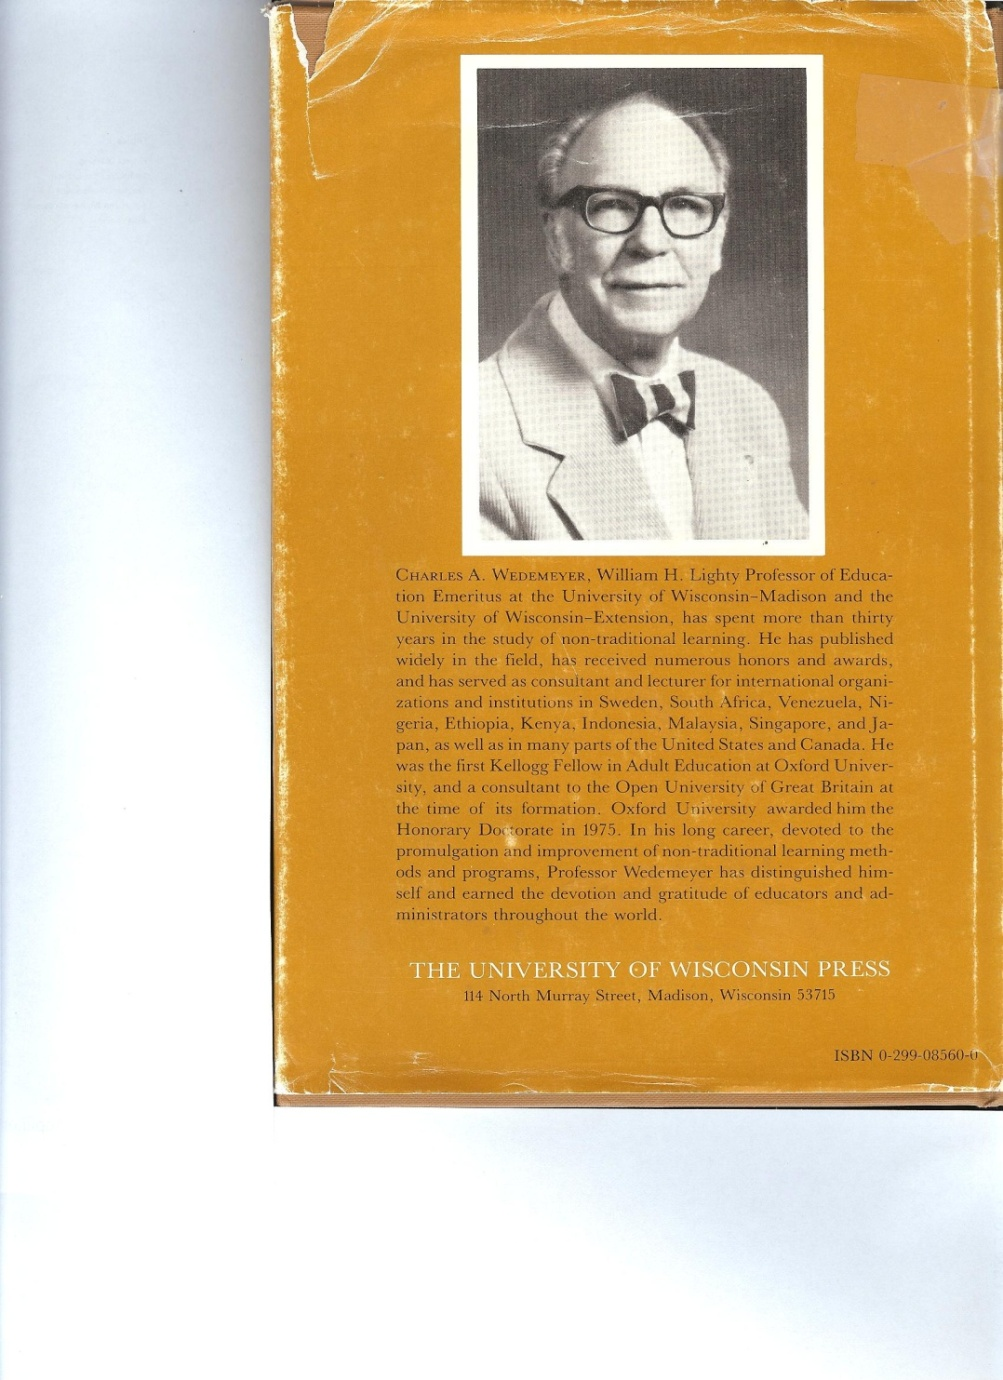 CHARLES A. WEDEMEYER, William H. Lighty Professor of Educa-
tion Emeritus at the University of Wisconsin–Madison and the
University of Wisconsin–Extension, has spent more than thirty
years in the study of non-traditional learning. He has published
widely in the field, has received numerous honors and awards,
and has served as consultant and lecturer for international organi-
zations and institutions in Sweden, South Africa, Venezuela, Ni-
geria, Ethiopia, Kenya, Indonesia, Malaysia, Singapore, and Ja-
pan, as well as in many parts of the United States and Canada. He
was the first Kellogg Fellow in Adult Education at Oxford Univer-
sity, and a consultant to the Open University of Great Britain at
the time of its formation. Oxford University awarded him the
Honorary Doctorate in 1975. In his long career, devoted to the
promulgation and improvement of non-traditional learning meth-
ods and programs, Professor Wedemeyer has distinguished him-
self and earned the devotion and gratitude of educators and ad-
ministrators throughout the world.
THE UNIVERSITY OF WISCONSIN PRESS
114 North Murray Street, Madison, Wisconsin 53715
ISBN 0-299-08560-0